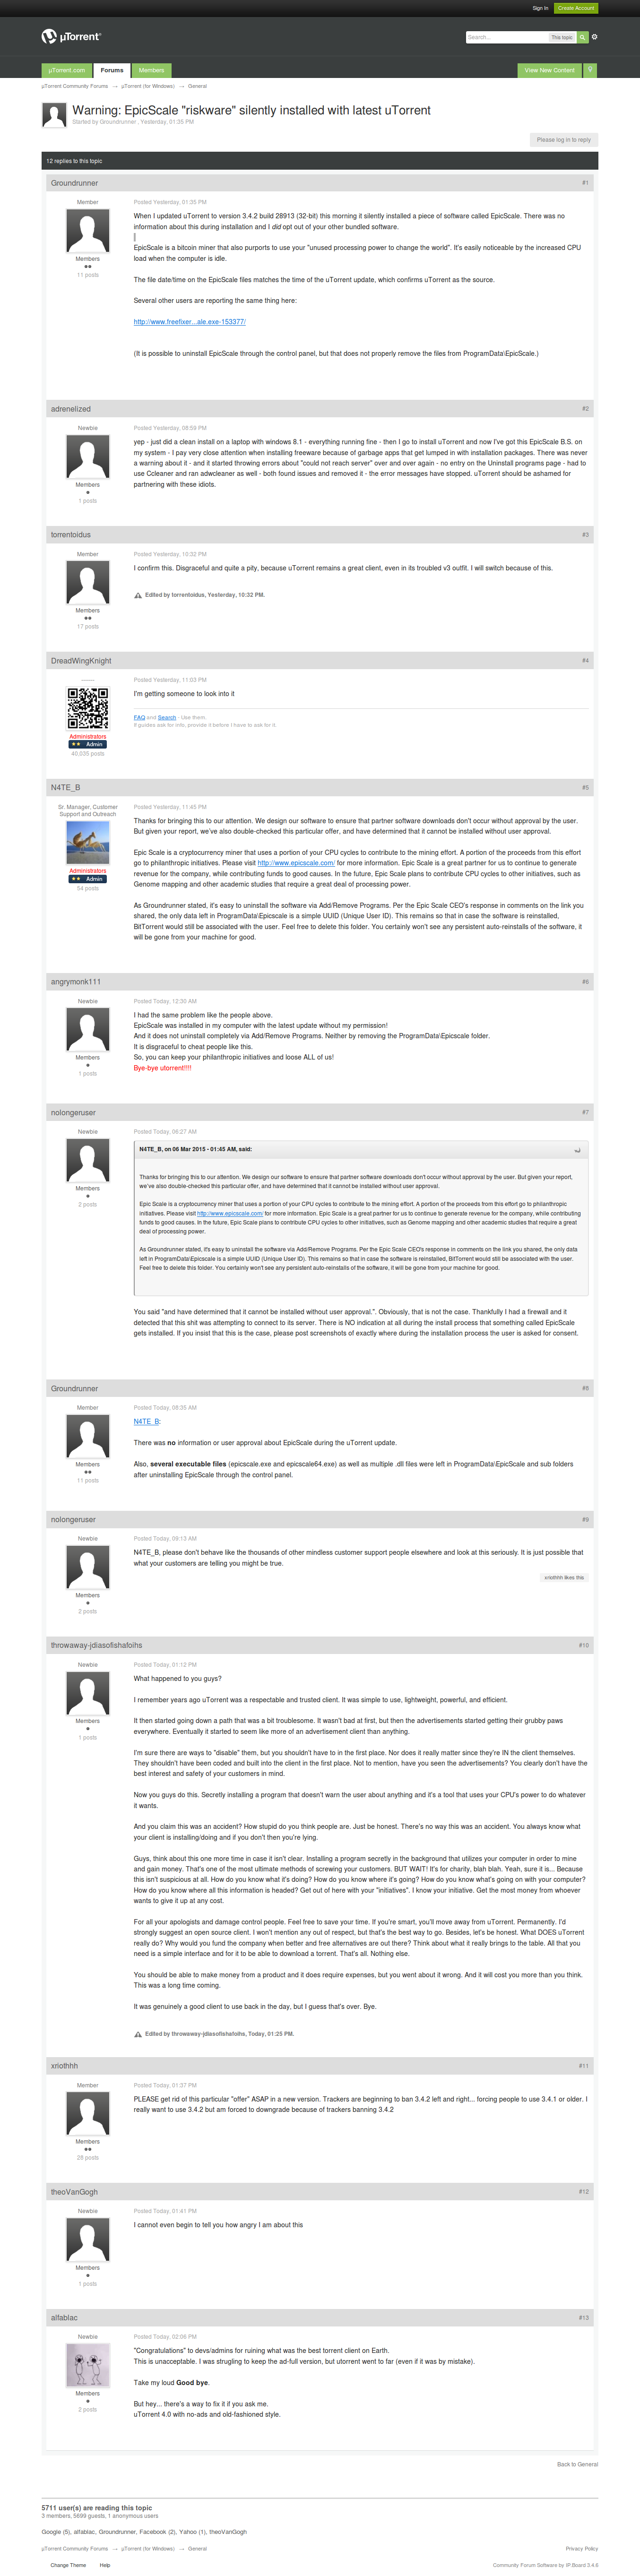 Sign In Create Account
µTorrent
Search... This topic
µTorrent.com Forums Members View New Content
µTorrent Community Forums → µTorrent (for Windows) → General
Warning: EpicScale "riskware" silently installed with latest uTorrent
Started by Groundrunner , Yesterday, 01:35 PM
Please log in to reply
12 replies to this topic
Groundrunner #1
Member
Members
11 posts
Posted Yesterday, 01:35 PM
When I updated uTorrent to version 3.4.2 build 28913 (32-bit) this morning it silently installed a piece of software called EpicScale. There was no
information about this during installation and I did opt out of your other bundled software.
EpicScale is a bitcoin miner that also purports to use your "unused processing power to change the world". It's easily noticeable by the increased CPU
load when the computer is idle.
The file date/time on the EpicScale files matches the time of the uTorrent update, which confirms uTorrent as the source.
Several other users are reporting the same thing here:
http://www.freefixer...ale.exe-153377/
(It is possible to uninstall EpicScale through the control panel, but that does not properly remove the files from ProgramData\EpicScale.)
adrenelized #2
Newbie
Members
1 posts
Posted Yesterday, 08:59 PM
yep - just did a clean install on a laptop with windows 8.1 - everything running fine - then I go to install uTorrent and now I've got this EpicScale B.S. on
my system - I pay very close attention when installing freeware because of garbage apps that get lumped in with installation packages. There was never
a warning about it - and it started throwing errors about "could not reach server" over and over again - no entry on the Uninstall programs page - had to
use Ccleaner and ran adwcleaner as well - both found issues and removed it - the error messages have stopped. uTorrent should be ashamed for
partnering with these idiots.
torrentoidus #3
Member
Members
17 posts
Posted Yesterday, 10:32 PM
I confirm this. Disgraceful and quite a pity, because uTorrent remains a great client, even in its troubled v3 outfit. I will switch because of this.
Edited by torrentoidus, Yesterday, 10:32 PM.
DreadWingKnight #4
Administrators
Admin
Posted Yesterday, 11:03 PM
I'm getting someone to look into it
FAQ and Search - Use them.
If guides ask for info, provide it before I have to ask for it.
N4TE_B #5
Sr. Manager, Customer
Support and Outreach
Administrators
Admin
54 posts
Posted Yesterday, 11:45 PM
Thanks for bringing this to our attention. We design our software to ensure that partner software downloads don't occur without approval by the user.
But given your report, we've also double-checked this particular offer, and have determined that it cannot be installed without user approval.
Epic Scale is a cryptocurrency miner that uses a portion of your CPU cycles to contribute to the mining effort. A portion of the proceeds from this effort
go to philanthropic initiatives. Please visit http://www.epicscale.com/ for more information. Epic Scale is a great partner for us to continue to generate
revenue for the company, while contributing funds to good causes. In the future, Epic Scale plans to contribute CPU cycles to other initiatives, such as
Genome mapping and other academic studies that require a great deal of processing power.
As Groundrunner stated, it's easy to uninstall the software via Add/Remove Programs. Per the Epic Scale CEO's response in comments on the link you
shared, the only data left in ProgramData\Epicscale is a simple UUID (Unique User ID). This remains so that in case the software is reinstalled,
BitTorrent would still be associated with the user. Feel free to delete this folder. You certainly won't see any persistent auto-reinstalls of the software, it
will be gone from your machine for good.
angrymonk111 #6
Newbie
Members
1 posts
Posted Today, 12:30 AM
I had the same problem like the people above.
EpicScale was installed in my computer with the latest update without my permission!
And it does not uninstall completely via Add/Remove Programs. Neither by removing the ProgramData\Epicscale folder.
It is disgraceful to cheat people like this.
So, you can keep your philanthropic initiatives and loose ALL of us!
Bye-bye utorrent!!!!
nolongeruser #7
Newbie
Members
2 posts
Posted Today, 06:27 AM
N4TE_B, on 06 Mar 2015 - 01:45 AM, said:
Thanks for bringing this to our attention. We design our software to ensure that partner software downloads don't occur without approval by the user. But given your report,
we've also double-checked this particular offer, and have determined that it cannot be installed without user approval.
Epic Scale is a cryptocurrency miner that uses a portion of your CPU cycles to contribute to the mining effort. A portion of the proceeds from this effort go to philanthropic
initiatives. Please visit http://www.epicscale.com/ for more information. Epic Scale is a great partner for us to continue to generate revenue for the company, while contributing
funds to good causes. In the future, Epic Scale plans to contribute CPU cycles to other initiatives, such as Genome mapping and other academic studies that require a great deal of
processing power.
As Groundrunner stated, it's easy to uninstall the software via Add/Remove Programs. Per the Epic Scale CEO's response in comments on the link you shared, the only data
left in ProgramData\Epicscale is a simple UUID (Unique User ID). This remains so that in case the software is reinstalled, BitTorrent would still be associated with the user.
Feel free to delete this folder. You certainly won't see any persistent auto-reinstalls of the software, it will be gone from your machine for good.
You said "and have determined that it cannot be installed without user approval.". Obviously, that is not the case. Thankfully I had a firewall and it
detected that this shit was attempting to connect to its server. There is NO indication at all during the install process that something called EpicScale
gets installed. If you insist that this is the case, please post screenshots of exactly where during the installation process the user is asked for consent.
Groundrunner #8
Member
Members
11 posts
Posted Today, 08:35 AM
N4TE_B:
There was no information or user approval about EpicScale during the uTorrent update.
Also, several executable files (epicscale.exe and epicscale64.exe) as well as multiple .dll files were left in ProgramData\EpicScale and sub folders
after uninstalling EpicScale through the control panel.
nolongeruser #9
Newbie
Members
2 posts
Posted Today, 09:13 AM
N4TE_B, please don't behave like the thousands of other mindless customer support people elsewhere and look at this seriously. It is just possible that
what your customers are telling you might be true.
xriothhh likes this
throwaway-jdiasofishafoihs #10
Newbie
Members
1 posts
Posted Today, 01:12 PM
What happened to you guys?
I remember years ago uTorrent was a respectable and trusted client. It was simple to use, lightweight, powerful, and efficient.
It then started going down a path that was a bit troublesome. It wasn't bad at first, but then the advertisements started getting their grubby paws
everywhere. Eventually it started to seem like more of an advertisement client than anything.
I'm sure there are ways to "disable" them, but you shouldn't have to in the first place. Nor does it really matter since they're IN the client themselves.
They shouldn't have been coded and built into the client in the first place. Not to mention, have you seen the advertisements? You clearly don't have the
best interest and safety of your customers in mind.
Now you guys do this. Secretly installing a program that doesn't warn the user about anything and it's a tool that uses your CPU's power to do whatever
it wants.
And you claim this was an accident? How stupid do you think people are. Just be honest. There's no way this was an accident. You always know what
your client is installing/doing and if you don't then you're lying.
Guys, think about this one more time in case it isn't clear. Installing a program secretly in the background that utilizes your computer in order to mine
and gain money. That's one of the most ultimate methods of screwing your customers. BUT WAIT! It's for charity, blah blah. Yeah, sure it is... Because
this isn't suspicious at all. How do you know what it's doing? How do you know where it's going? How do you know what's going on with your computer?
How do you know where all this information is headed? Get out of here with your "initiatives". I know your initiative. Get the most money from whoever
wants to give it up at any cost.
For all your apologists and damage control people. Feel free to save your time. If you're smart, you'll move away from uTorrent. Permanently. I'd
strongly suggest an open source client. I won't mention any out of respect, but that's the best way to go. Besides, let's be honest. What DOES uTorrent
really do? Why would you fund the company when better and free alternatives are out there? Think about what it really brings to the table. All that you
need is a simple interface and for it to be able to download a torrent. That's all. Nothing else.
You should be able to make money from a product and it does require expenses, but you went about it wrong. And it will cost you more than you think.
This was a long time coming.
It was genuinely a good client to use back in the day, but I guess that's over. Bye.
Edited by throwaway-jdiasofishafoihs, Today, 01:25 PM.
xriothhh #11
Member
Members
28 posts
Posted Today, 01:37 PM
PLEASE get rid of this particular "offer" ASAP in a new version. Trackers are beginning to ban 3.4.2 left and right... forcing people to use 3.4.1 or older. I
really want to use 3.4.2 but am forced to downgrade because of trackers banning 3.4.2
theoVanGogh #12
Newbie
Members
1 posts
Posted Today, 01:41 PM
I cannot even begin to tell you how angry I am about this
alfablac #13
Newbie
Members
2 posts
Posted Today, 02:06 PM
"Congratulations" to devs/admins for ruining what was the best torrent client on Earth.
This is unacceptable. I was strugling to keep the ad-full version, but utorrent went to far (even if it was by mistake).
Take my loud Good bye.
But hey... there's a way to fix it if you ask me.
uTorrent 4.0 with no-ads and old-fashioned style.
Back to General
5711 user(s) are reading this topic
3 members, 5699 guests, 1 anonymous users
Google (5), alfablac, Groundrunner, Facebook (2), Yahoo (1), theoVanGogh
µTorrent Community Forums → µTorrent (for Windows) → General Privacy Policy
Change Theme Help Community Forum Software by IP.Board 3.4.6